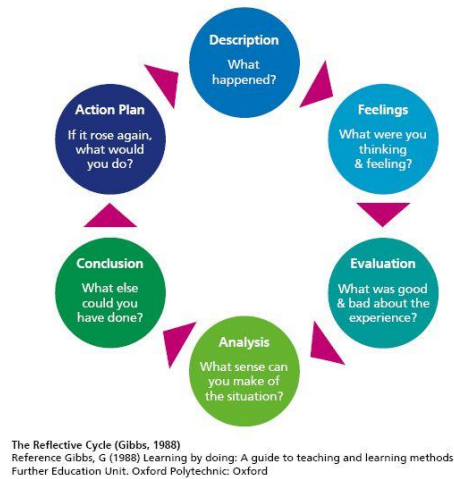 Description
What
happened?
Feelings
What were you
thinking
& feeling?
Evaluation
What was good
& bad about the
experience?
Analysis
What sense can
you make of
the situation?
Conclusion
What else
could you
have done?
Action Plan
If it rose again,
what would
you do?
The Reflective Cycle (Gibbs, 1988)
Reference Gibbs, G (1988) Learning by doing: A guide to teaching and learning methods
Further Education Unit. Oxford Polytechnic: Oxford